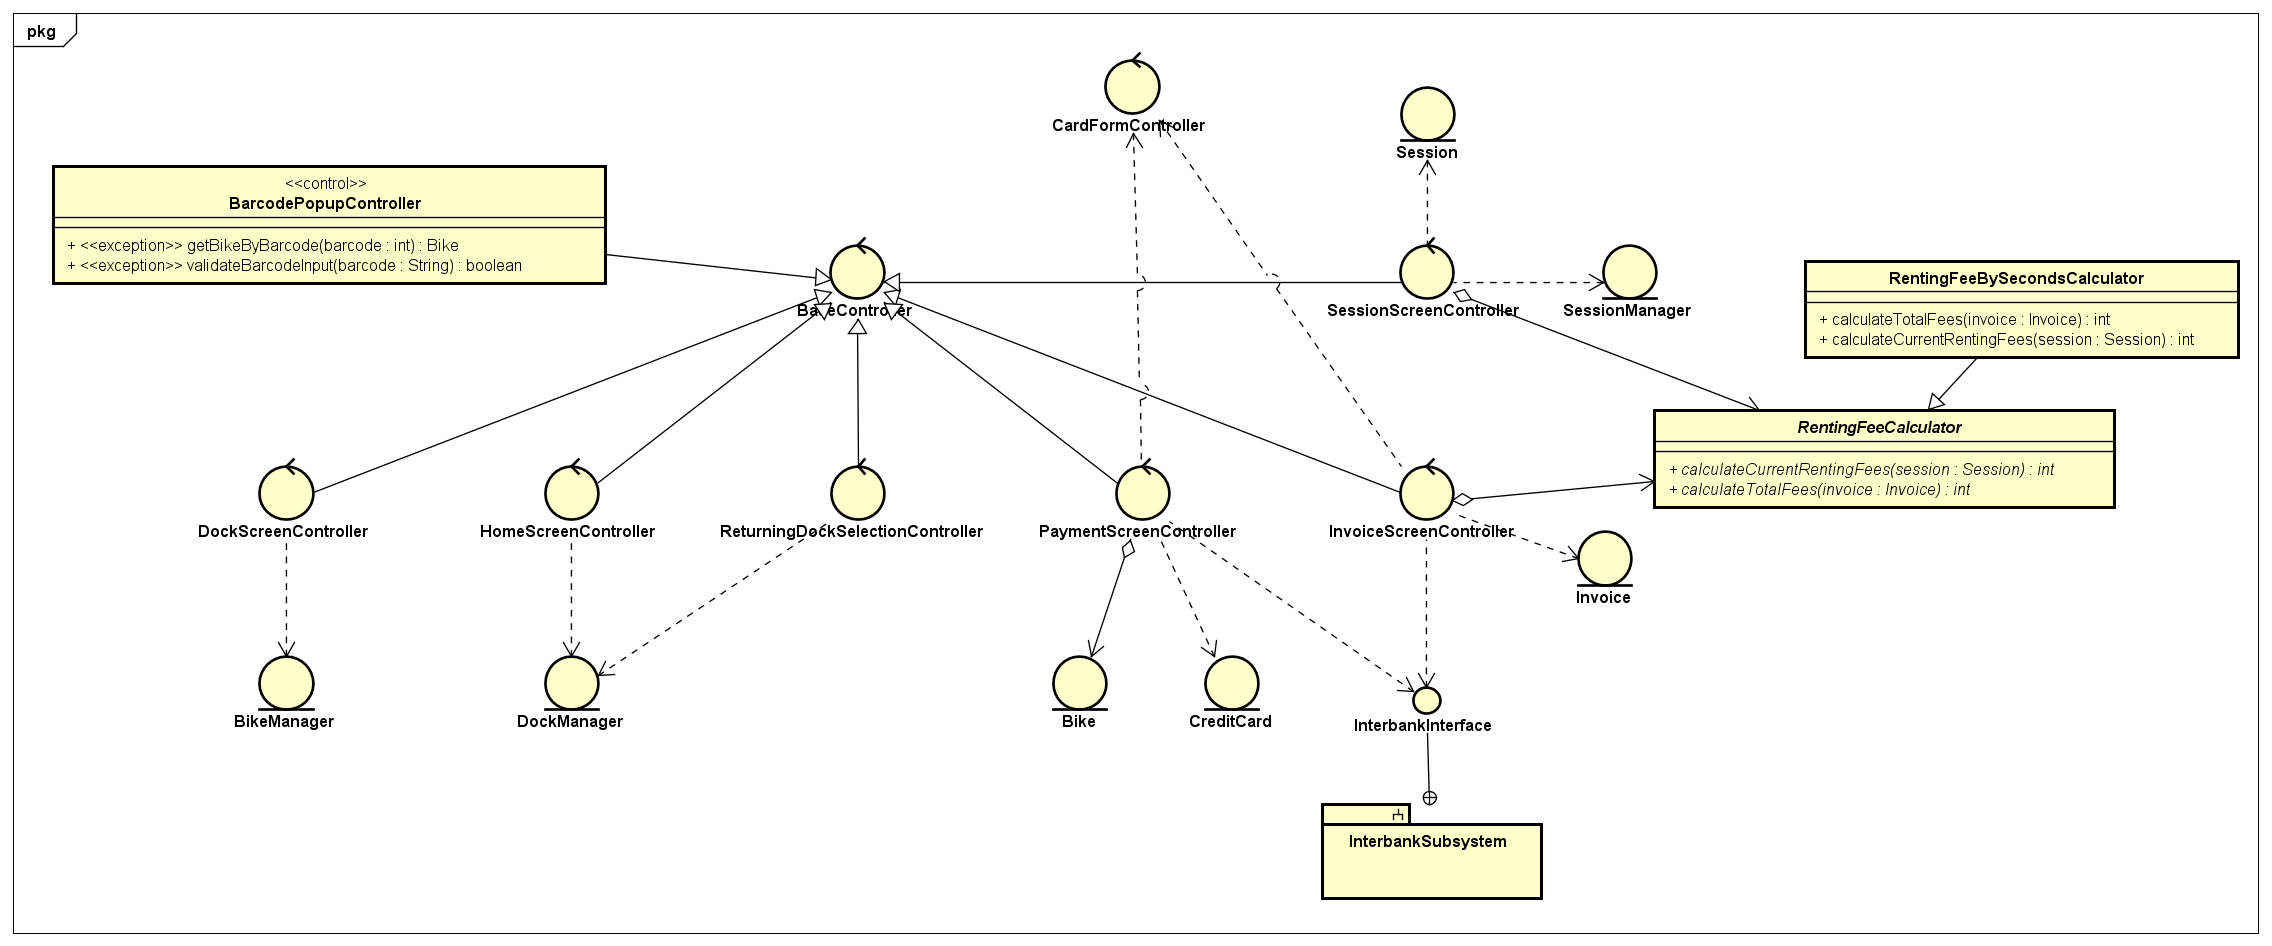 pkg
CardFormController
Session
<<control>>
BarcodePopupController
+ <<exception>> getBikeByBarcode(barcode : int) : Bike
+ <<exception>> validateBarcodeInput(barcode : String) : boolean
BaseController
SessionScreenController
SessionManager
RentingFeeBySecondsCalculator
+ calculateTotalFees(invoice : Invoice) : int
+ calculateCurrentRentingFees(session : Session) : int
RentingFeeCalculator
+ calculateCurrentRentingFees(session : Session) : int
+ calculateTotalFees(invoice : Invoice) : int
DockScreenController
HomeScreenController
ReturningDockSelectionController
PaymentScreenController
InvoiceScreenController
Invoice
BikeManager
DockManager
Bike
CreditCard
InterbankInterface
InterbankSubsystem